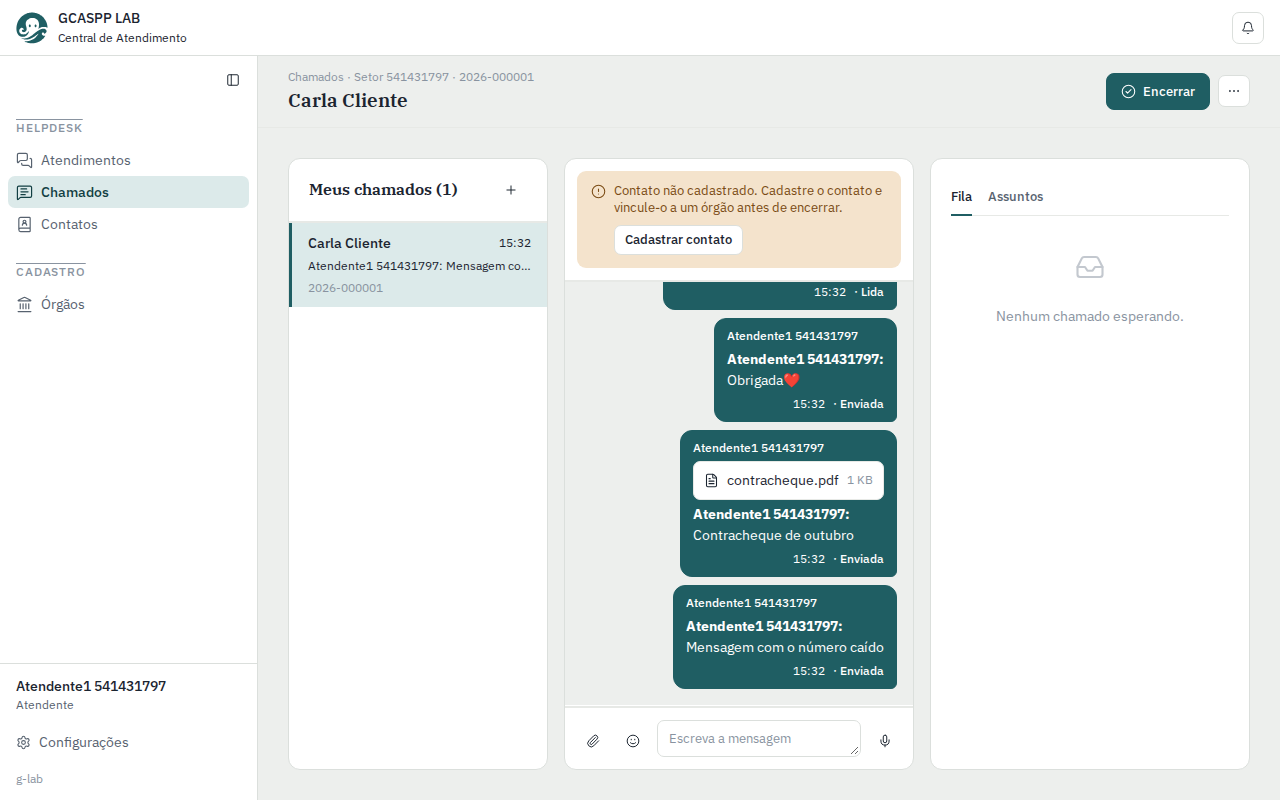 GCASPP LAB
Central de Atendimento
HELPDESK
Atendimentos
Chamados
Contatos
CADASTRO
Órgãos
Atendente1 541431797
Atendente
Configurações
g-lab
Chamados · Setor 541431797 · 2026-000001
Carla Cliente
Encerrar
Meus chamados (1)
Carla Cliente 15:32
Atendente1 541431797: Mensagem co...
2026-000001
Contato não cadastrado. Cadastre o contato e
vincule-o a um órgão antes de encerrar.
Cadastrar contato
15:32 · Lida
Atendente1 541431797
Atendente1 541431797:
Obrigada❤️
15:32 · Enviada
Atendente1 541431797
contracheque.pdf 1 KB
Atendente1 541431797:
Contracheque de outubro
15:32 · Enviada
Atendente1 541431797
Atendente1 541431797:
Mensagem com o número caído
15:32 · Enviada
Escreva a mensagem
Fila Assuntos
Nenhum chamado esperando.